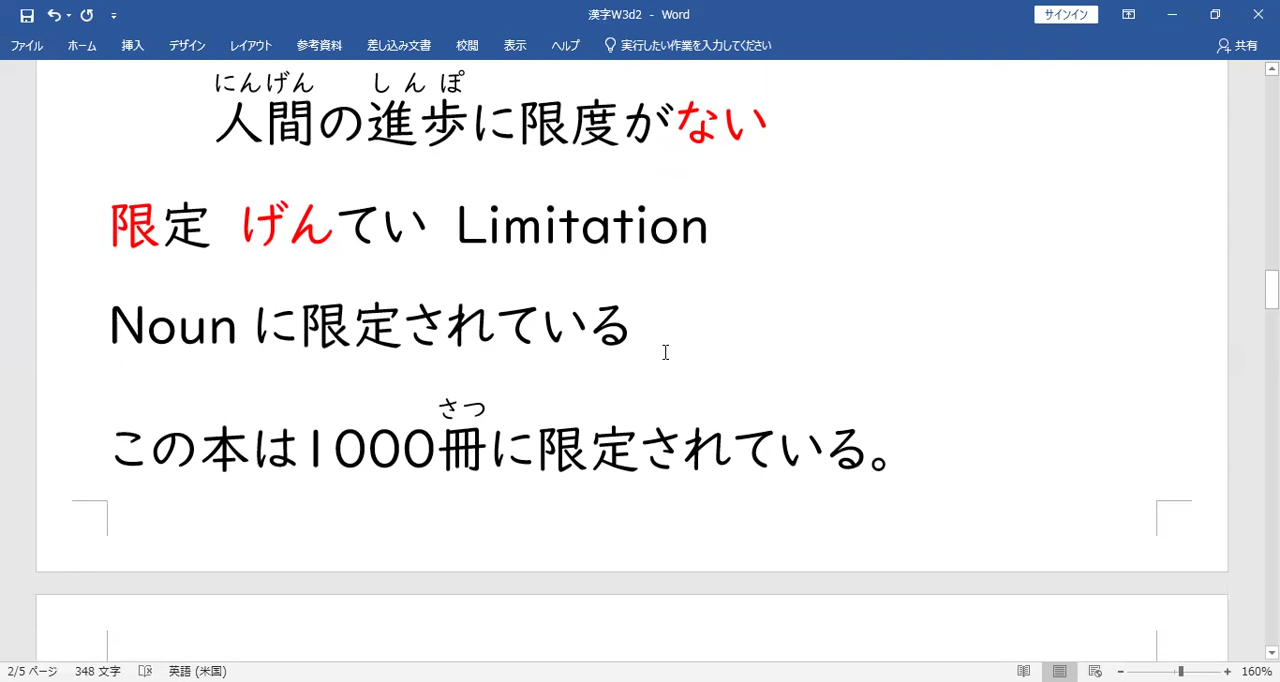 漢字W3d2 - Word
サインイン
ファイル ホーム 挿入 デザイン レイアウト 参考資料 差し込み文書 校閲 表示 ヘルプ 実行したい作業を入力してください 共有
にんげん しんぽ
人間の進歩に限度がない
限定 げんてい Limitation
Noun に限定されている
さつ
この本は1000冊に限定されている。
2/5 ページ 348 文字 英語 (米国) 160%